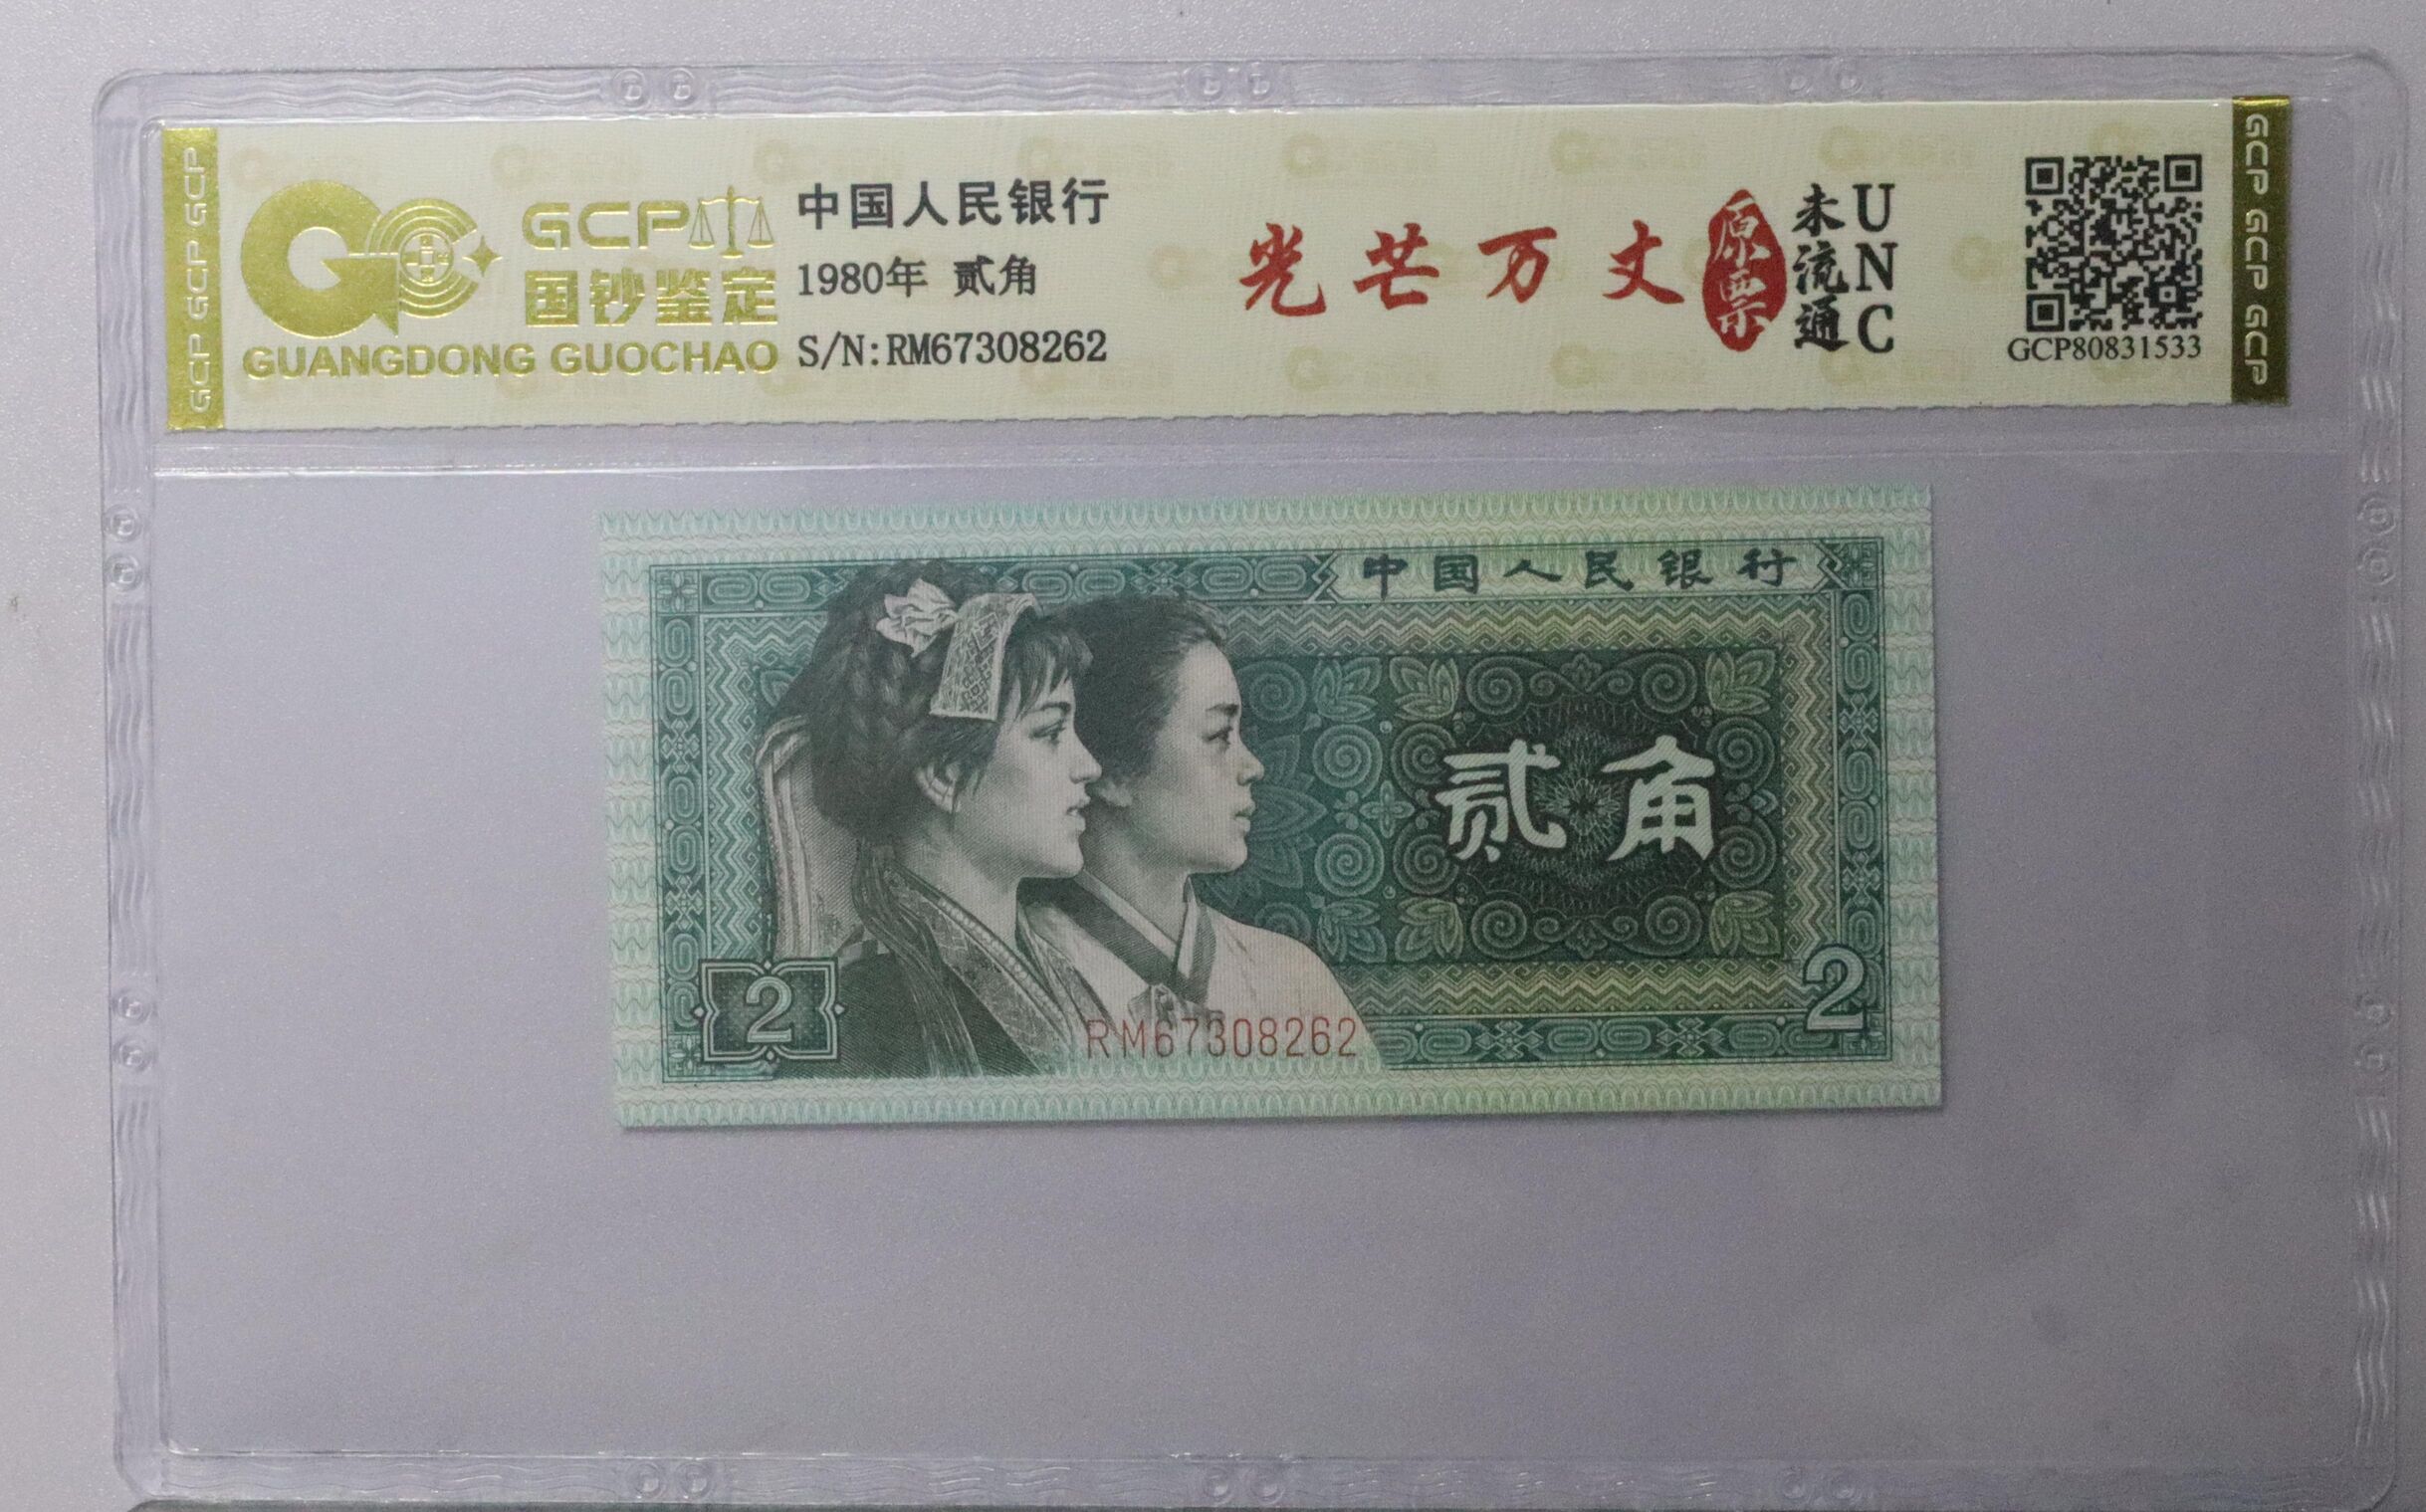 GCP GCP GCP
GCP
国钞鉴定
GUANGDONG GUOCHAO
中国人民银行
1980年 贰角
S/N:RM67308262
光芒万丈
原票
未流通
UNC
GCP80831533
GCP GCP GCP
中国人民银行
贰角
2
2
RM67308262